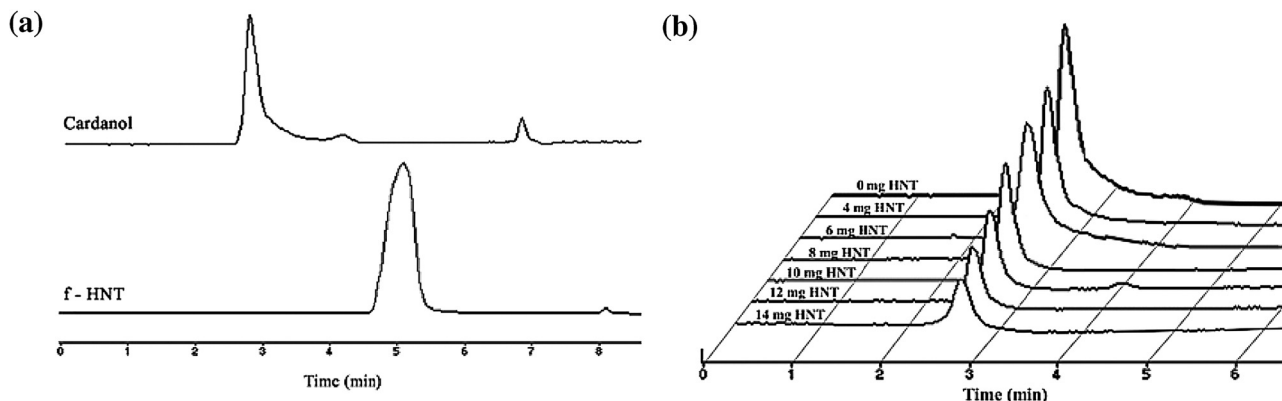 (a)
Cardanol
f - HNT
0 1 2 3 4 5 6 7 8
Time (min)
(b)
0 mg HNT
4 mg HNT
6 mg HNT
8 mg HNT
10 mg HNT
12 mg HNT
14 mg HNT
0 1 2 3 4 5 6
Time (min)